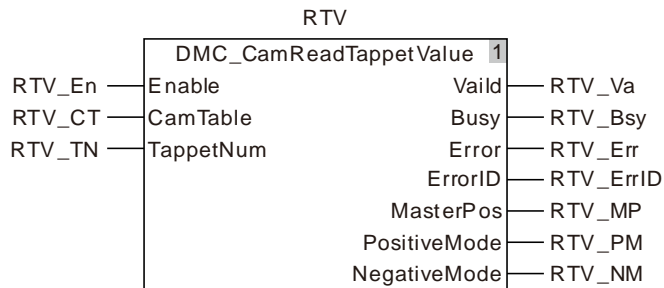 RTV
DMC_CamReadTappetValue 1
RTV_En Enable Vaild RTV_Va
RTV_CT CamTable Busy RTV_Bsy
RTV_TN TappetNum Error RTV_Err
ErrorID RTV_ErrID
MasterPos RTV_MP
PositiveMode RTV_PM
NegativeMode RTV_NM